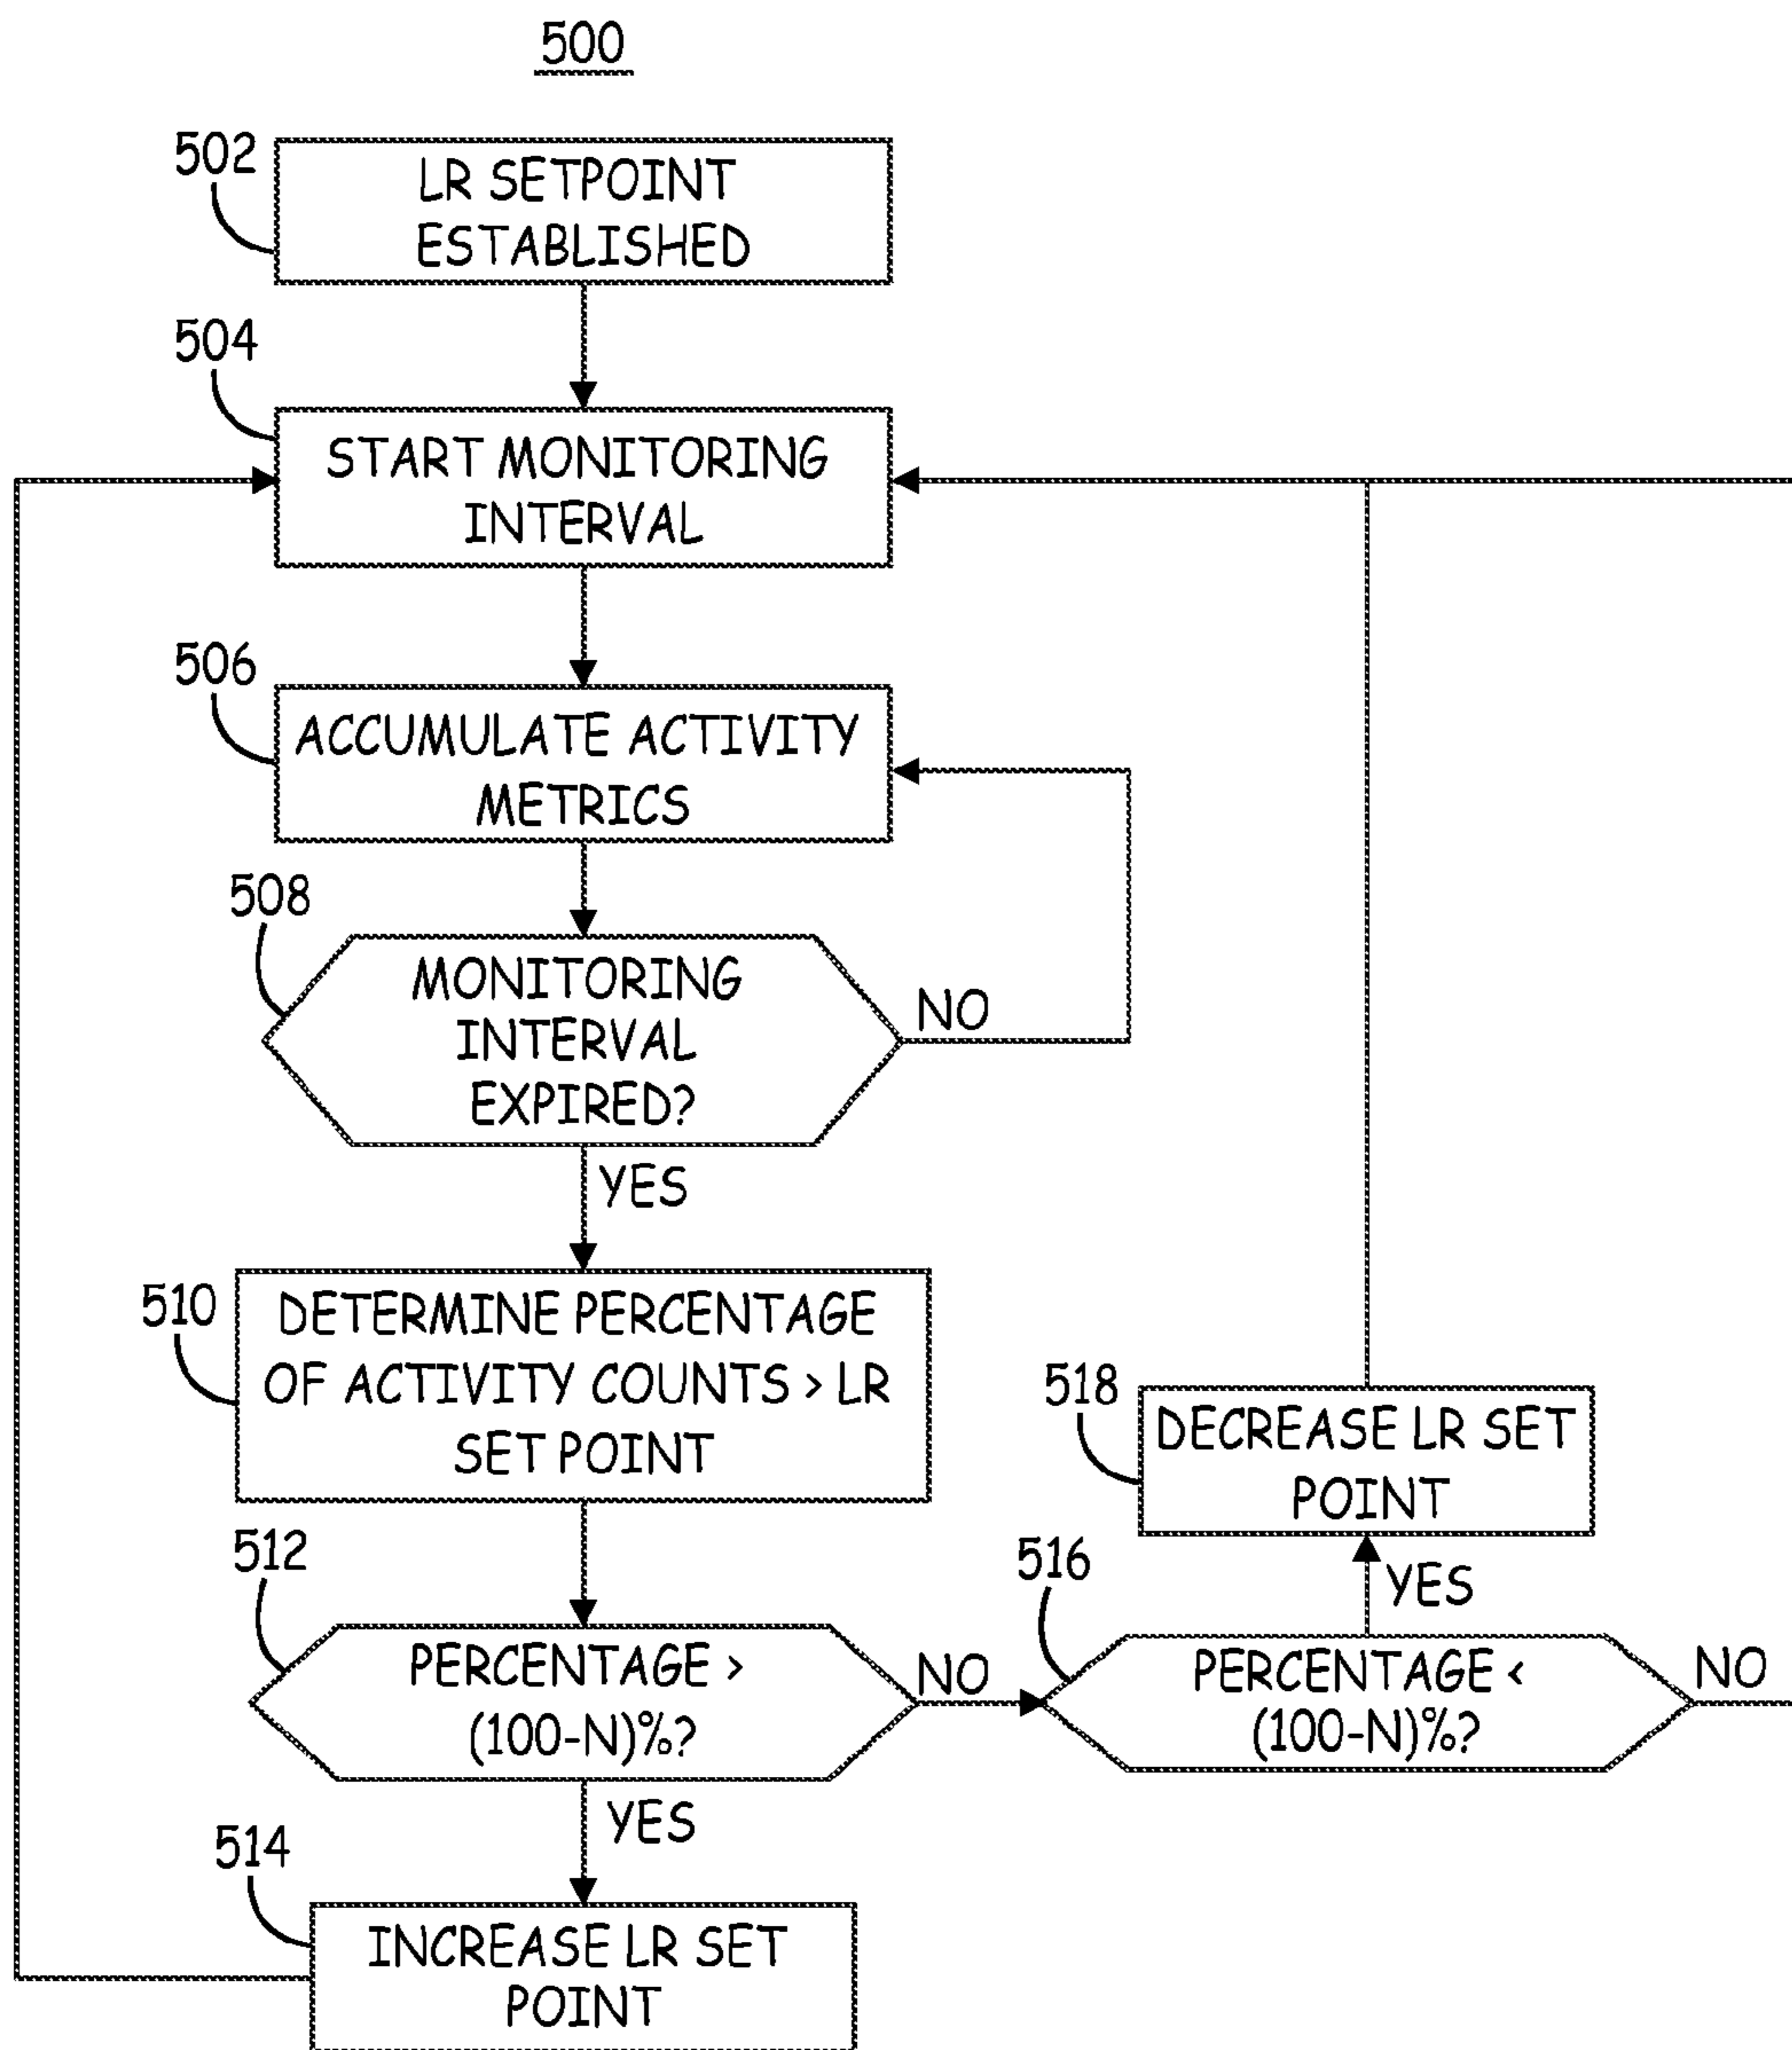 500
502
LR SETPOINT
ESTABLISHED
504
START MONITORING
INTERVAL
506
ACCUMULATE ACTIVITY
METRICS
508
MONITORING
INTERVAL
EXPIRED?
NO
YES
510
DETERMINE PERCENTAGE
OF ACTIVITY COUNTS > LR
SET POINT
518
DECREASE LR SET
POINT
512
PERCENTAGE >
(100-N)%?
NO
516
YES
PERCENTAGE <
(100-N)%?
NO
YES
514
INCREASE LR SET
POINT